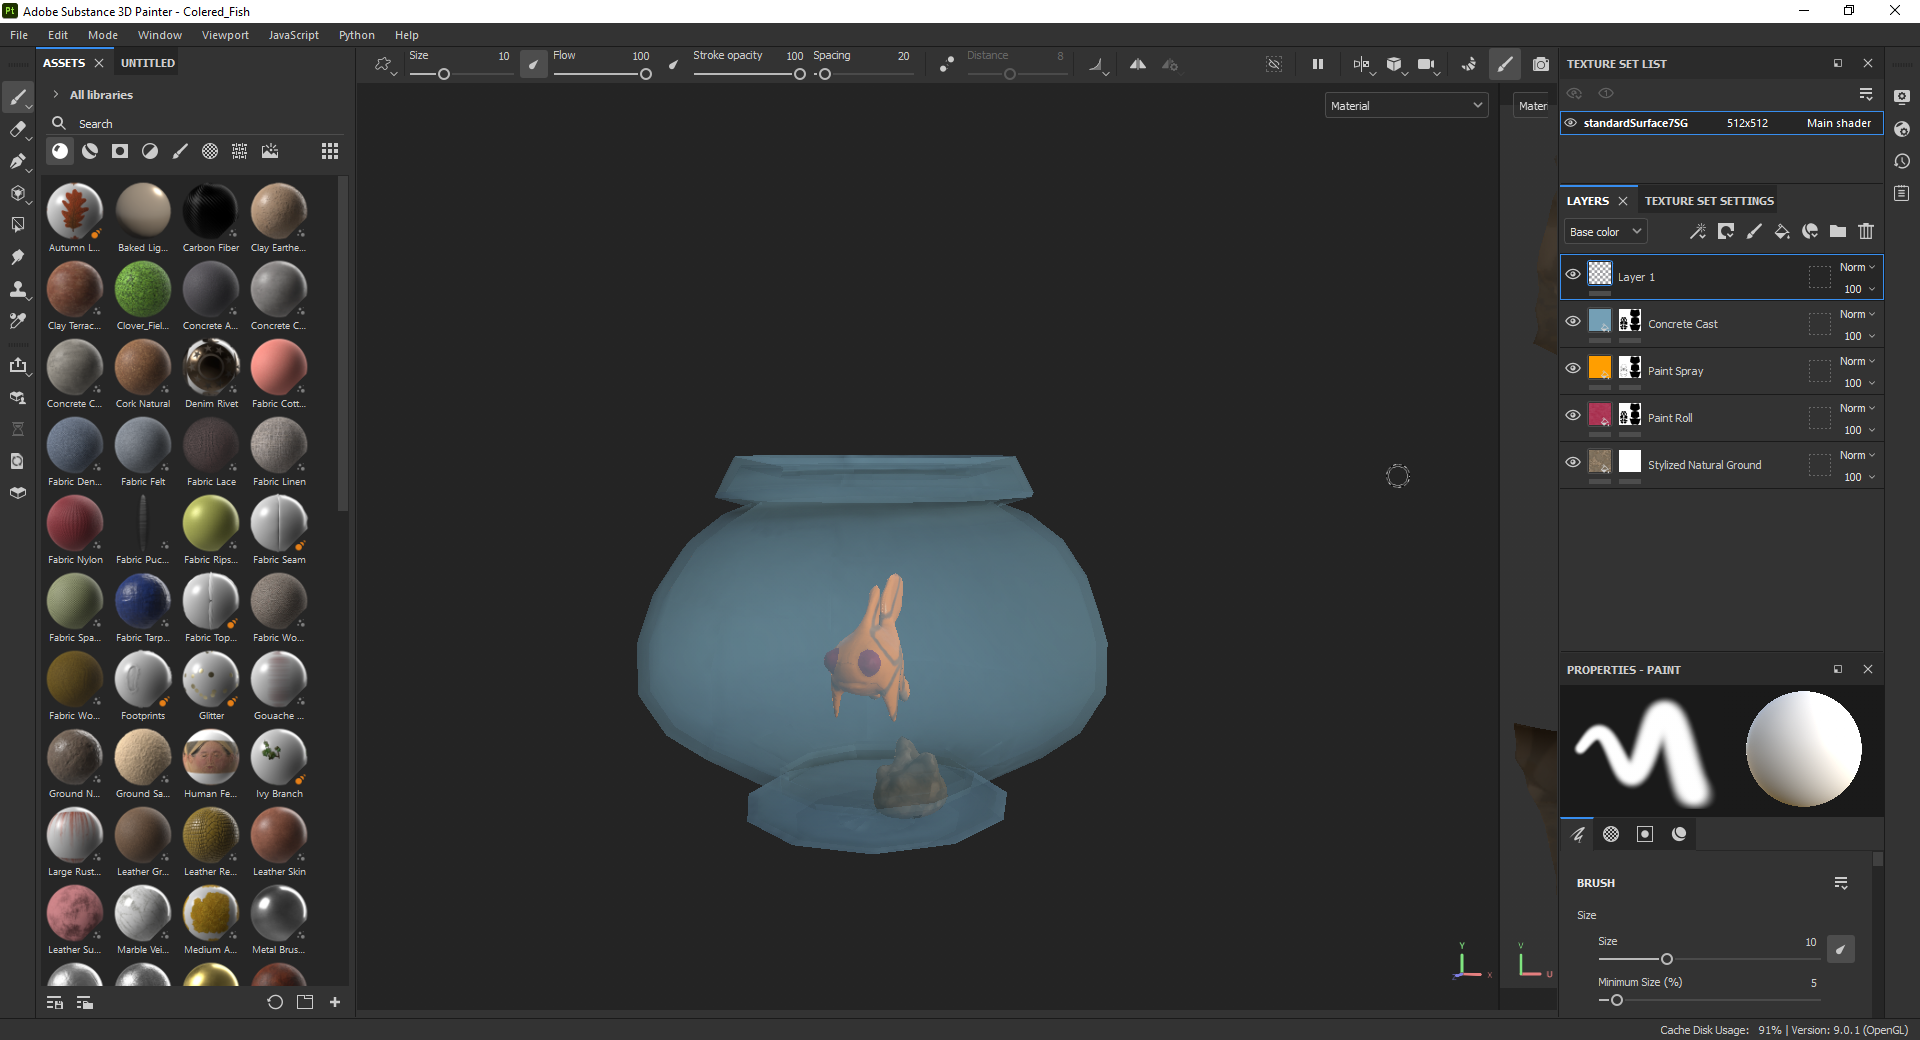 Pt Adobe Substance 3D Painter - Colered_Fish
File Edit Mode Window Viewport JavaScript Python Help
ASSETS UNTITLED
Size 10 Flow 100 Stroke opacity 100 Spacing 20 Distance 8
All libraries
Search
Autumn L... Baked Lig... Carbon Fiber Clay Earthe...
Clay Terrac... Clover_Fiel... Concrete A... Concrete C...
Concrete C... Cork Natural Denim Rivet Fabric Cott...
Fabric Den... Fabric Felt Fabric Lace Fabric Linen
Fabric Nylon Fabric Puc... Fabric Rips... Fabric Seam
Fabric Spa... Fabric Tarp... Fabric Top... Fabric Wo...
Fabric Wo... Footprints Glitter Gouache ...
Ground N... Ground Sa... Human Fe... Ivy Branch
Large Rust... Leather Gr... Leather Re... Leather Skin
Leather Su... Marble Vei... Medium A... Metal Brus...
Material
Mater
Y
X
Z
V
U
TEXTURE SET LIST
standardSurface7SG 512x512 Main shader
LAYERS TEXTURE SET SETTINGS
Base color
Layer 1 Norm
100
Concrete Cast Norm
100
Paint Spray Norm
100
Paint Roll Norm
100
Stylized Natural Ground Norm
100
PROPERTIES - PAINT
BRUSH
Size
Size 10
Minimum Size (%) 5
Cache Disk Usage: 91% | Version: 9.0.1 (OpenGL)